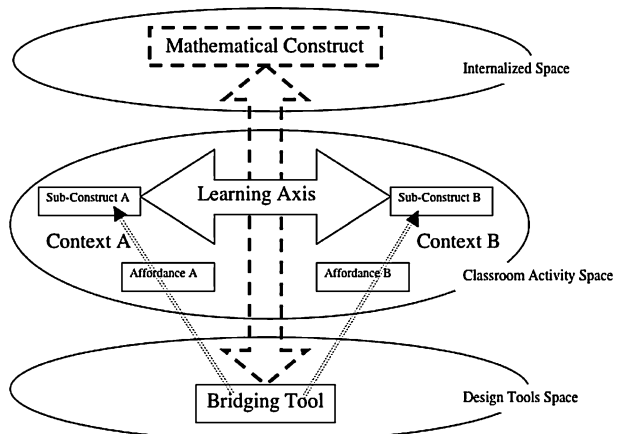 Mathematical Construct
Internalized Space
Sub-Construct A
Learning Axis
Sub-Construct B
Context A
Context B
Affordance A
Affordance B
Classroom Activity Space
Bridging Tool
Design Tools Space